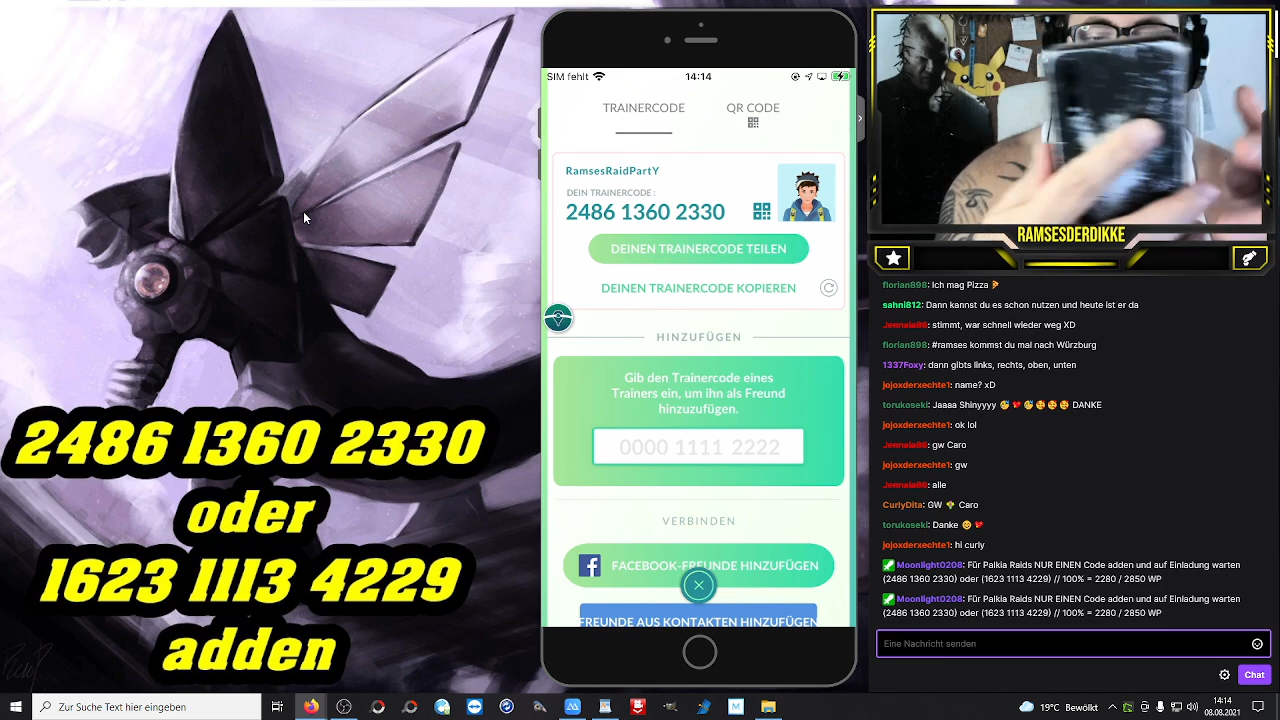 SIM fehlt
14:14
TRAINERCODE
QR CODE
RamsesRaidPartY
DEIN TRAINERCODE :
2486 1360 2330
DEINEN TRAINERCODE TEILEN
DEINEN TRAINERCODE KOPIEREN
HINZUFÜGEN
Gib den Trainercode eines
Trainers ein, um ihn als Freund
hinzuzufügen.
0000 1111 2222
VERBINDEN
FACEBOOK-FREUNDE HINZUFÜGEN
FREUNDE AUS KONTAKTEN HINZUFÜGEN
2486 1360 2330
oder
1623 1113 4229
adden
RAMSESDERDIKKE
florian898: Ich mag Pizza 🍕
sahni812: Dann kannst du es schon nutzen und heute ist er da
Jennaia86: stimmt, war schnell wieder weg XD
florian898: #ramses kommst du mal nach Würzburg
1337Foxy: dann gibts links, rechts, oben, unten
jojoxderxechte1: name? xD
torukoseki: Jaaaa Shinyyyy DANKE
jojoxderxechte1: ok lol
Jennaia86: gw Caro
jojoxderxechte1: gw
Jennaia86: alle
CurlyDita: GW Caro
torukoseki: Danke
jojoxderxechte1: hi curly
Moonlight0208: Für Palkia Raids NUR EINEN Code adden und auf Einladung warten
(2486 1360 2330) oder (1623 1113 4229) // 100% = 2280 / 2850 WP
Moonlight0208: Für Palkia Raids NUR EINEN Code adden und auf Einladung warten
(2486 1360 2330) oder (1623 1113 4229) // 100% = 2280 / 2850 WP
Eine Nachricht senden
Chat
Zur Suche Text hier eingeben
19°C Bewölkt
14:14
08.08.2021